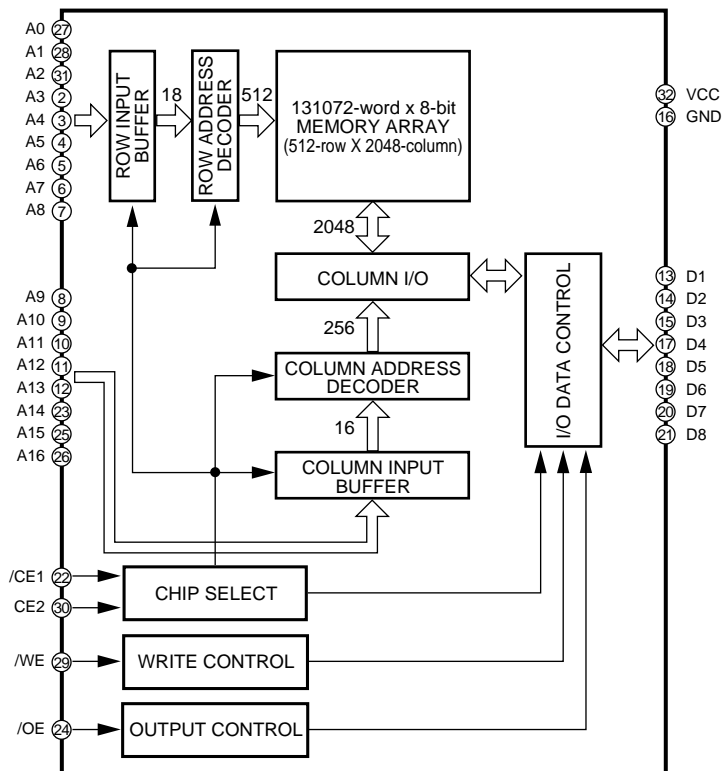 A0 27
A1 28
A2 31
A3 2
A4 3
A5 4
A6 5
A7 6
A8 7
ROW INPUT
BUFFER
18
ROW ADDRESS
DECODER
512
131072-word x 8-bit
MEMORY ARRAY
(512-row X 2048-column)
32 VCC
16 GND
2048
COLUMN I/O
256
COLUMN ADDRESS
DECODER
16
COLUMN INPUT
BUFFER
I/O DATA CONTROL
A9 8
A10 9
A11 10
A12 11
A13 12
A14 23
A15 25
A16 26
13 D1
14 D2
15 D3
17 D4
18 D5
19 D6
20 D7
21 D8
/CE1 22
CE2 30
CHIP SELECT
/WE 29
WRITE CONTROL
/OE 24
OUTPUT CONTROL